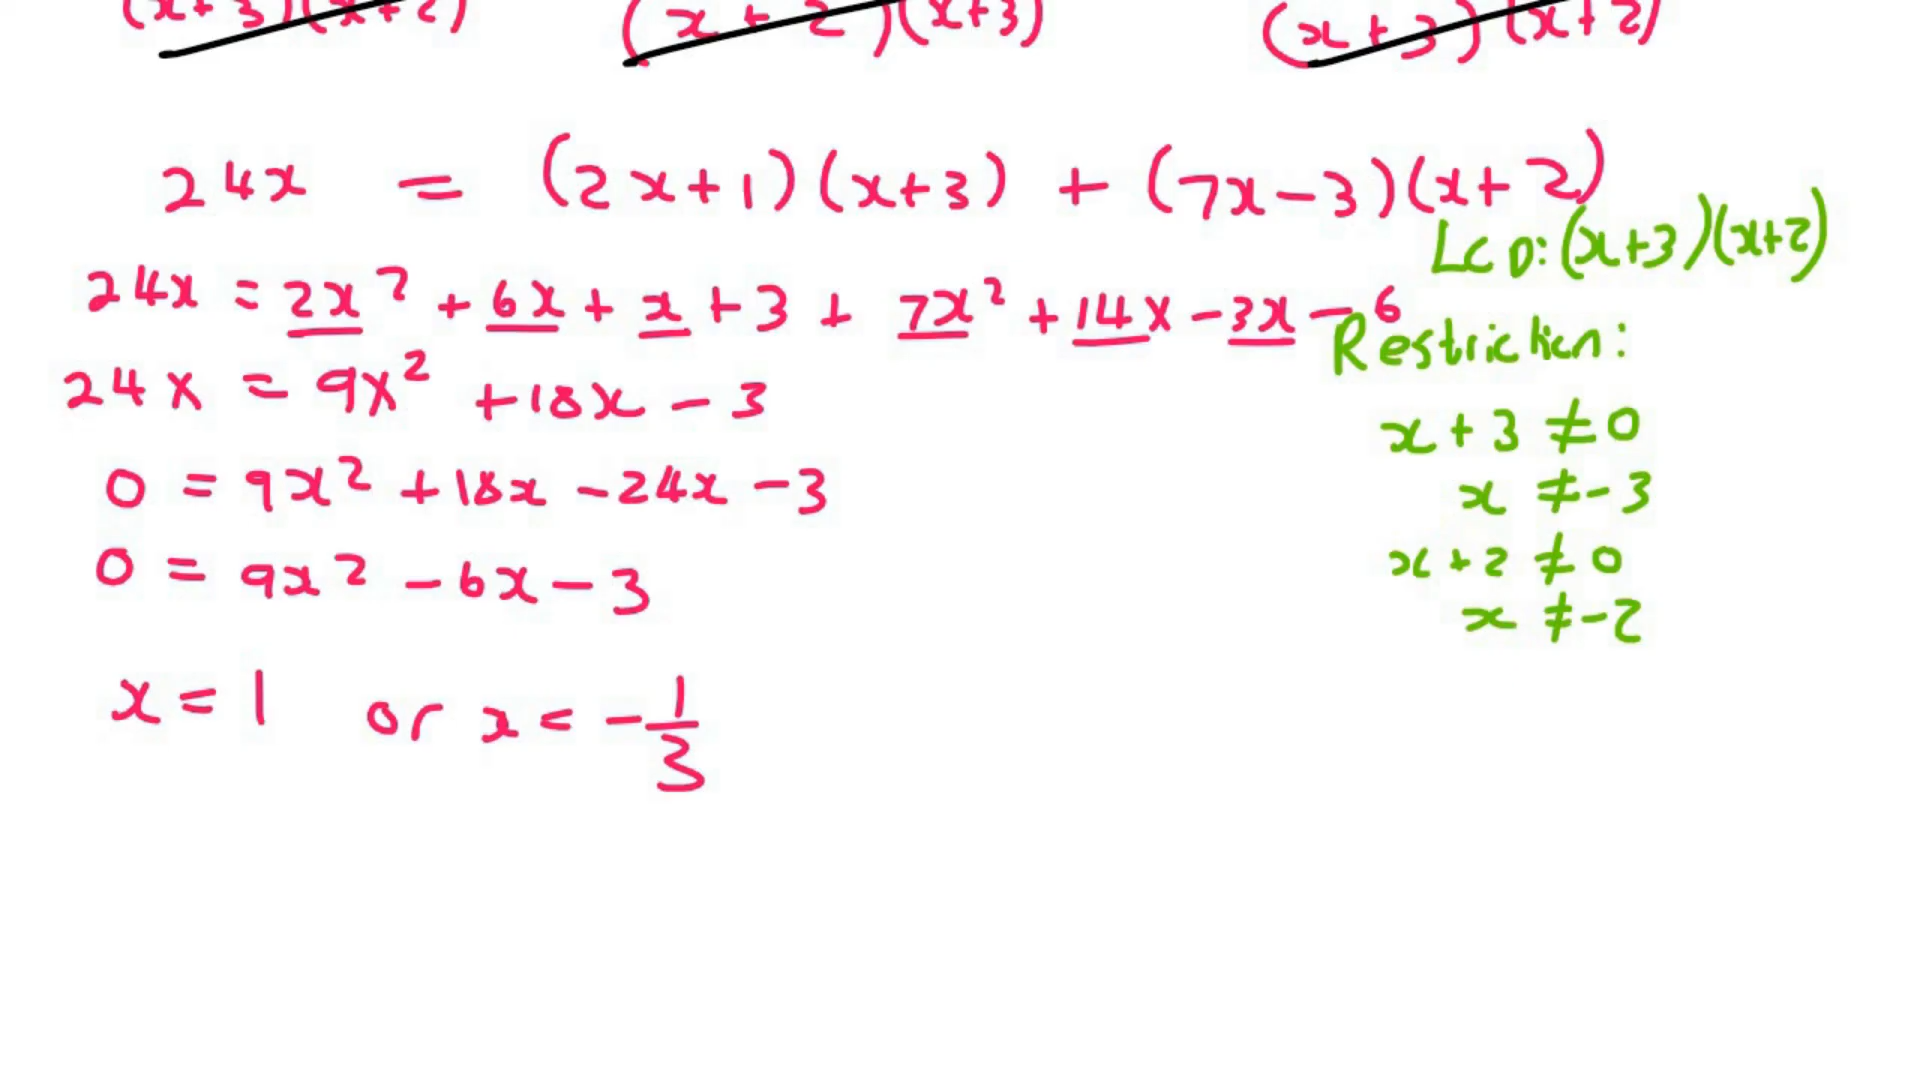 (x+3)(x+2) (x+2)(x+3) (x+3)(x+2)
24x = (2x+1)(x+3) + (7x-3)(x+2)
LCD: (x+3)(x+2)
24x = 2x² + 6x + x + 3 + 7x² + 14x - 3x - 6
Restriction:
24x = 9x² + 18x - 3
x + 3 ≠ 0
0 = 9x² + 18x - 24x - 3
x ≠ -3
0 = 9x² - 6x - 3
x + 2 ≠ 0
x ≠ -2
x = 1 or x = -1/3